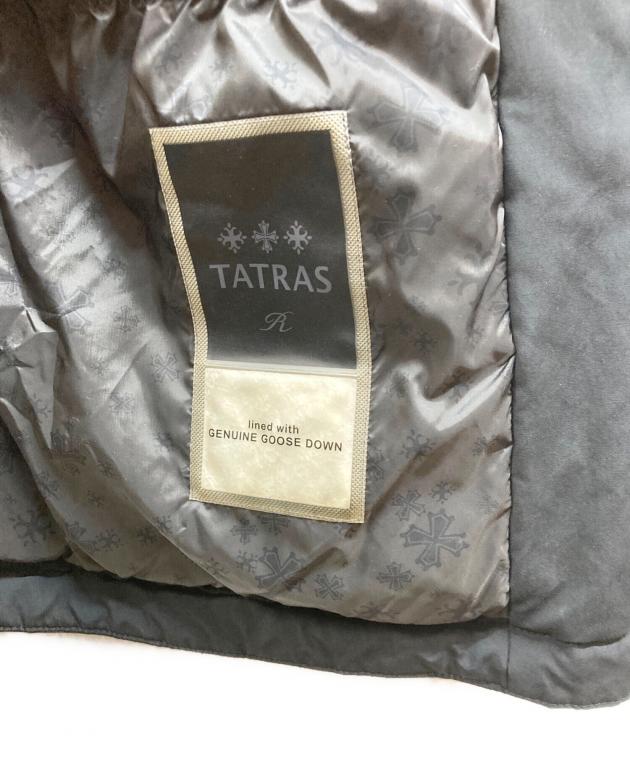 TATRAS
R
lined with
GENUINE GOOSE DOWN